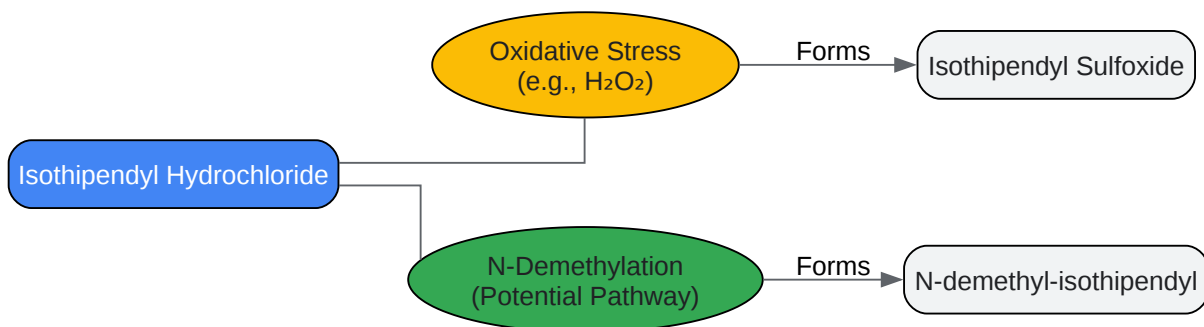 Oxidative Stress
(e.g., H₂O₂)
Forms
Isothipendyl Sulfoxide
Isothipendyl Hydrochloride
N-Demethylation
(Potential Pathway)
Forms
N-demethyl-isothipendyl